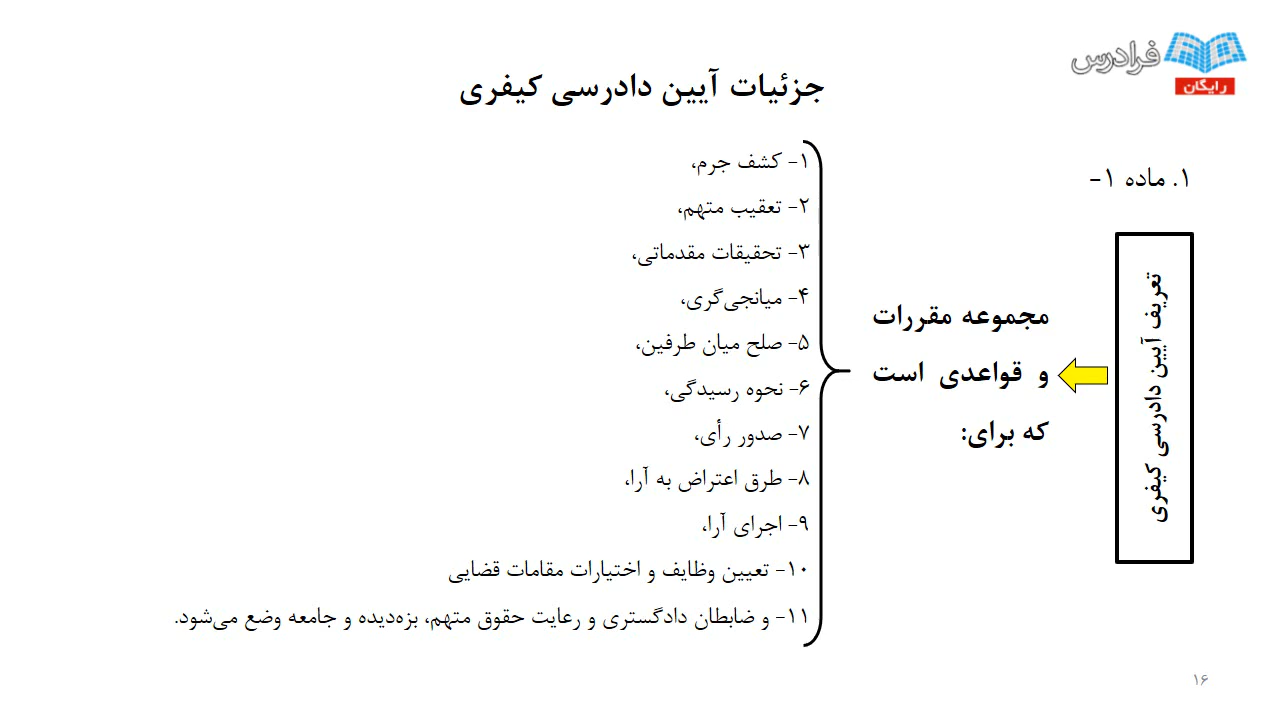 فرادرس
رایگان
جزئیات آیین دادرسی کیفری
۱. ماده ۱-
تعریف آیین دادرسی کیفری
مجموعه مقررات
و قواعدی است
که برای:
۱- کشف جرم،
۲- تعقیب متهم،
۳- تحقیقات مقدماتی،
۴- میانجی‌گری،
۵- صلح میان طرفین،
۶- نحوه رسیدگی،
۷- صدور رأی،
۸- طرق اعتراض به آرا،
۹- اجرای آرا،
۱۰- تعیین وظایف و اختیارات مقامات قضایی
۱۱- و ضابطان دادگستری و رعایت حقوق متهم، بزه‌دیده و جامعه وضع می‌شود.
۱۶